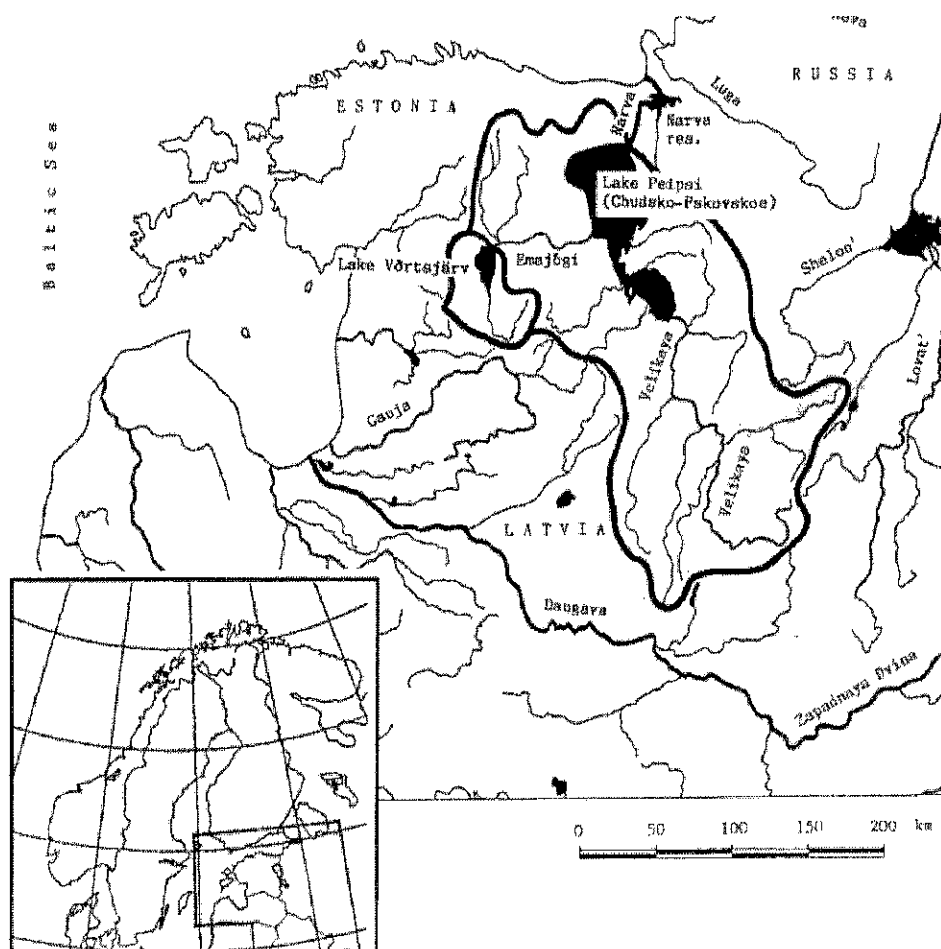 RUSSIA
Luga
ESTONIA
Narva
Narva
res.
Baltic Sea
Lake Peipsi
(Chudsko-Pskovskoe)
Shelon'
Lake Võrtsjärv
Emajõgi
Lovat'
Velikaya
Gauja
Velikaya
LATVIA
Daugava
Zapadnaya Dvina
0 50 100 150 200 km